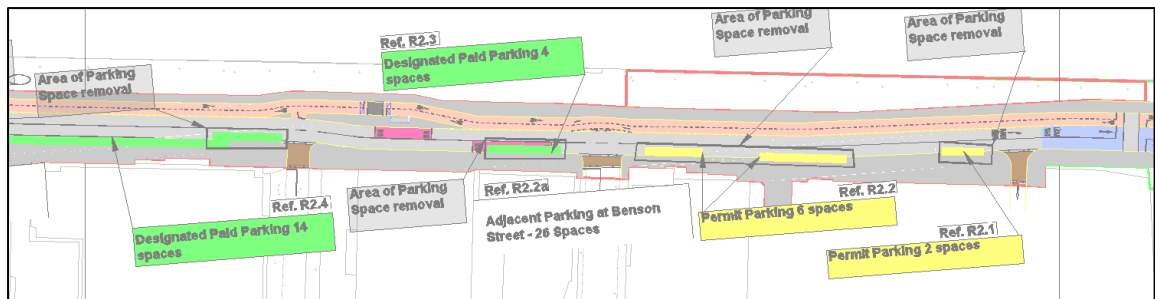 Area of Parking
Space removal
Area of Parking
Space removal
Ref. R2.3
Designated Paid Parking 4
spaces
Area of Parking
Space removal
Area of Parking
Space removal
Ref. R2.2a
Adjacent Parking at Benson
Street - 26 Spaces
Ref. R2.2
Permit Parking 6 spaces
Ref. R2.4
Designated Paid Parking 14
spaces
Ref. R2.1
Permit Parking 2 spaces